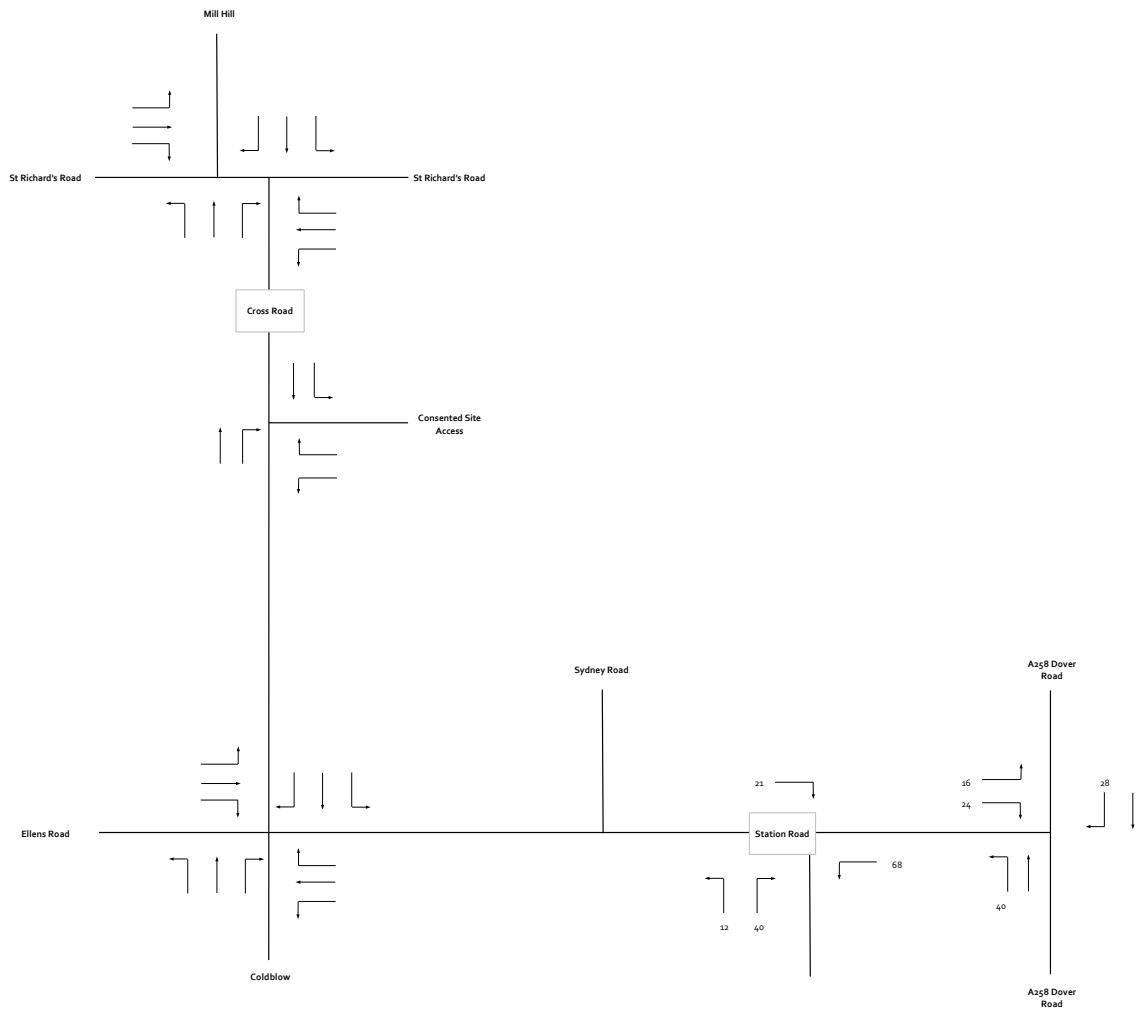 Mill Hill
St Richard's Road
St Richard's Road
Cross Road
Consented Site
Access
Sydney Road
A258 Dover
Road
21
16
28
24
Ellens Road
Station Road
68
40
12
40
Coldblow
A258 Dover
Road